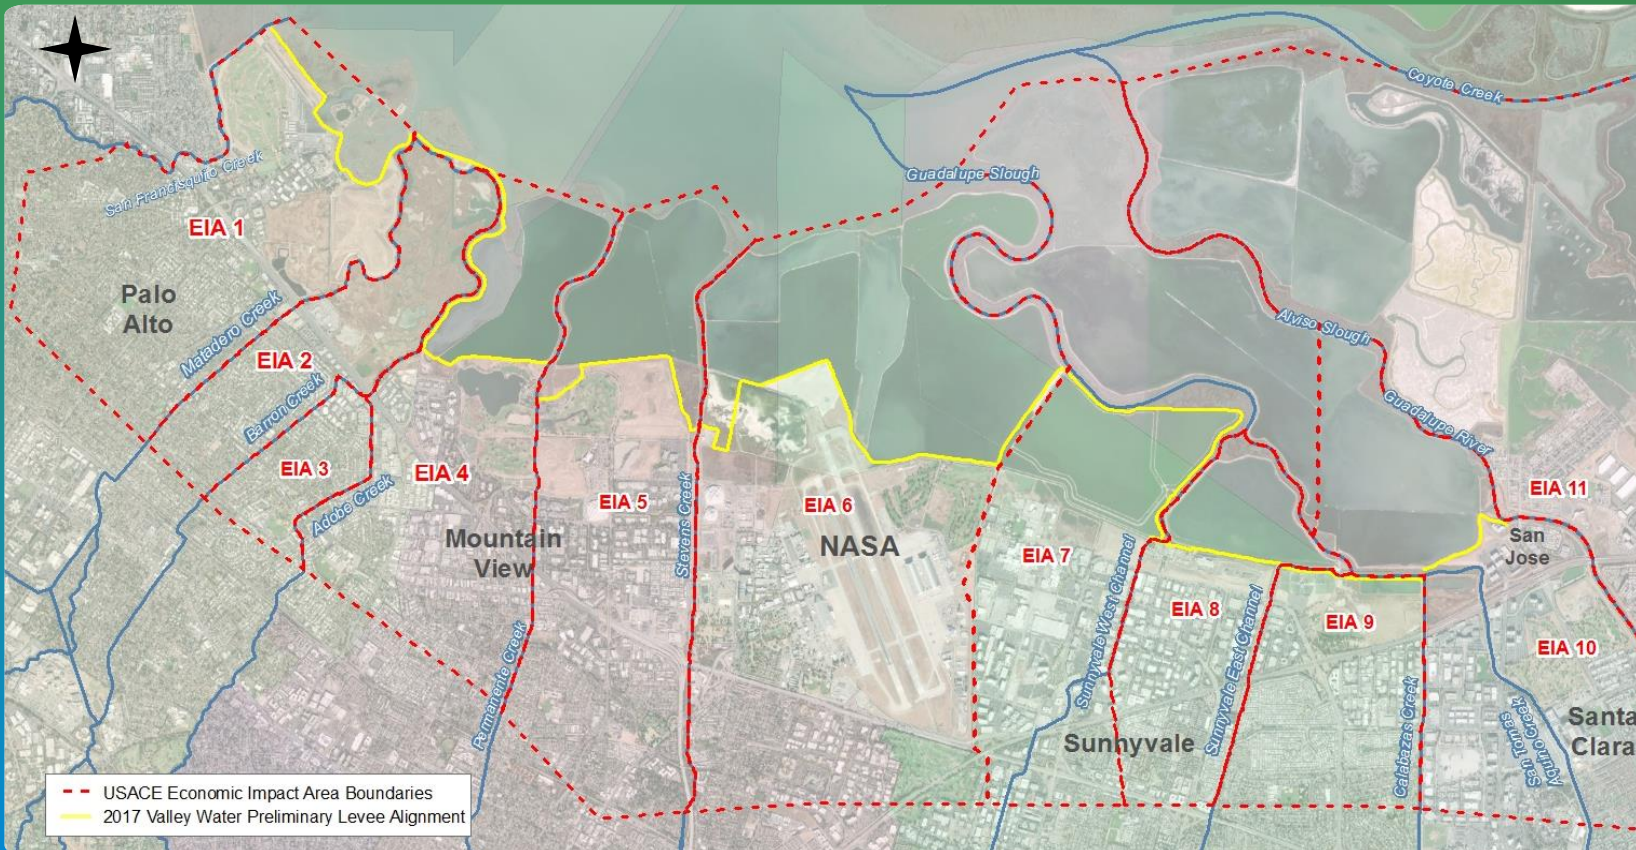 Coyote Creek
San Francisquito Creek
Guadalupe Slough
EIA 1
Palo
Alto
Matadero Creek
Alviso Slough
EIA 2
Barron Creek
Guadalupe River
EIA 3
EIA 4
Adobe Creek
EIA 5
Stevens Creek
EIA 6
EIA 11
Mountain
View
NASA
EIA 7
San
Jose
Sunnyvale West Channel
EIA 8
Sunnyvale East Channel
EIA 9
EIA 10
Permanente Creek
Calabazas Creek
San Tomas
Aquino Creek
Sunnyvale
Santa
Clara
USACE Economic Impact Area Boundaries
2017 Valley Water Preliminary Levee Alignment